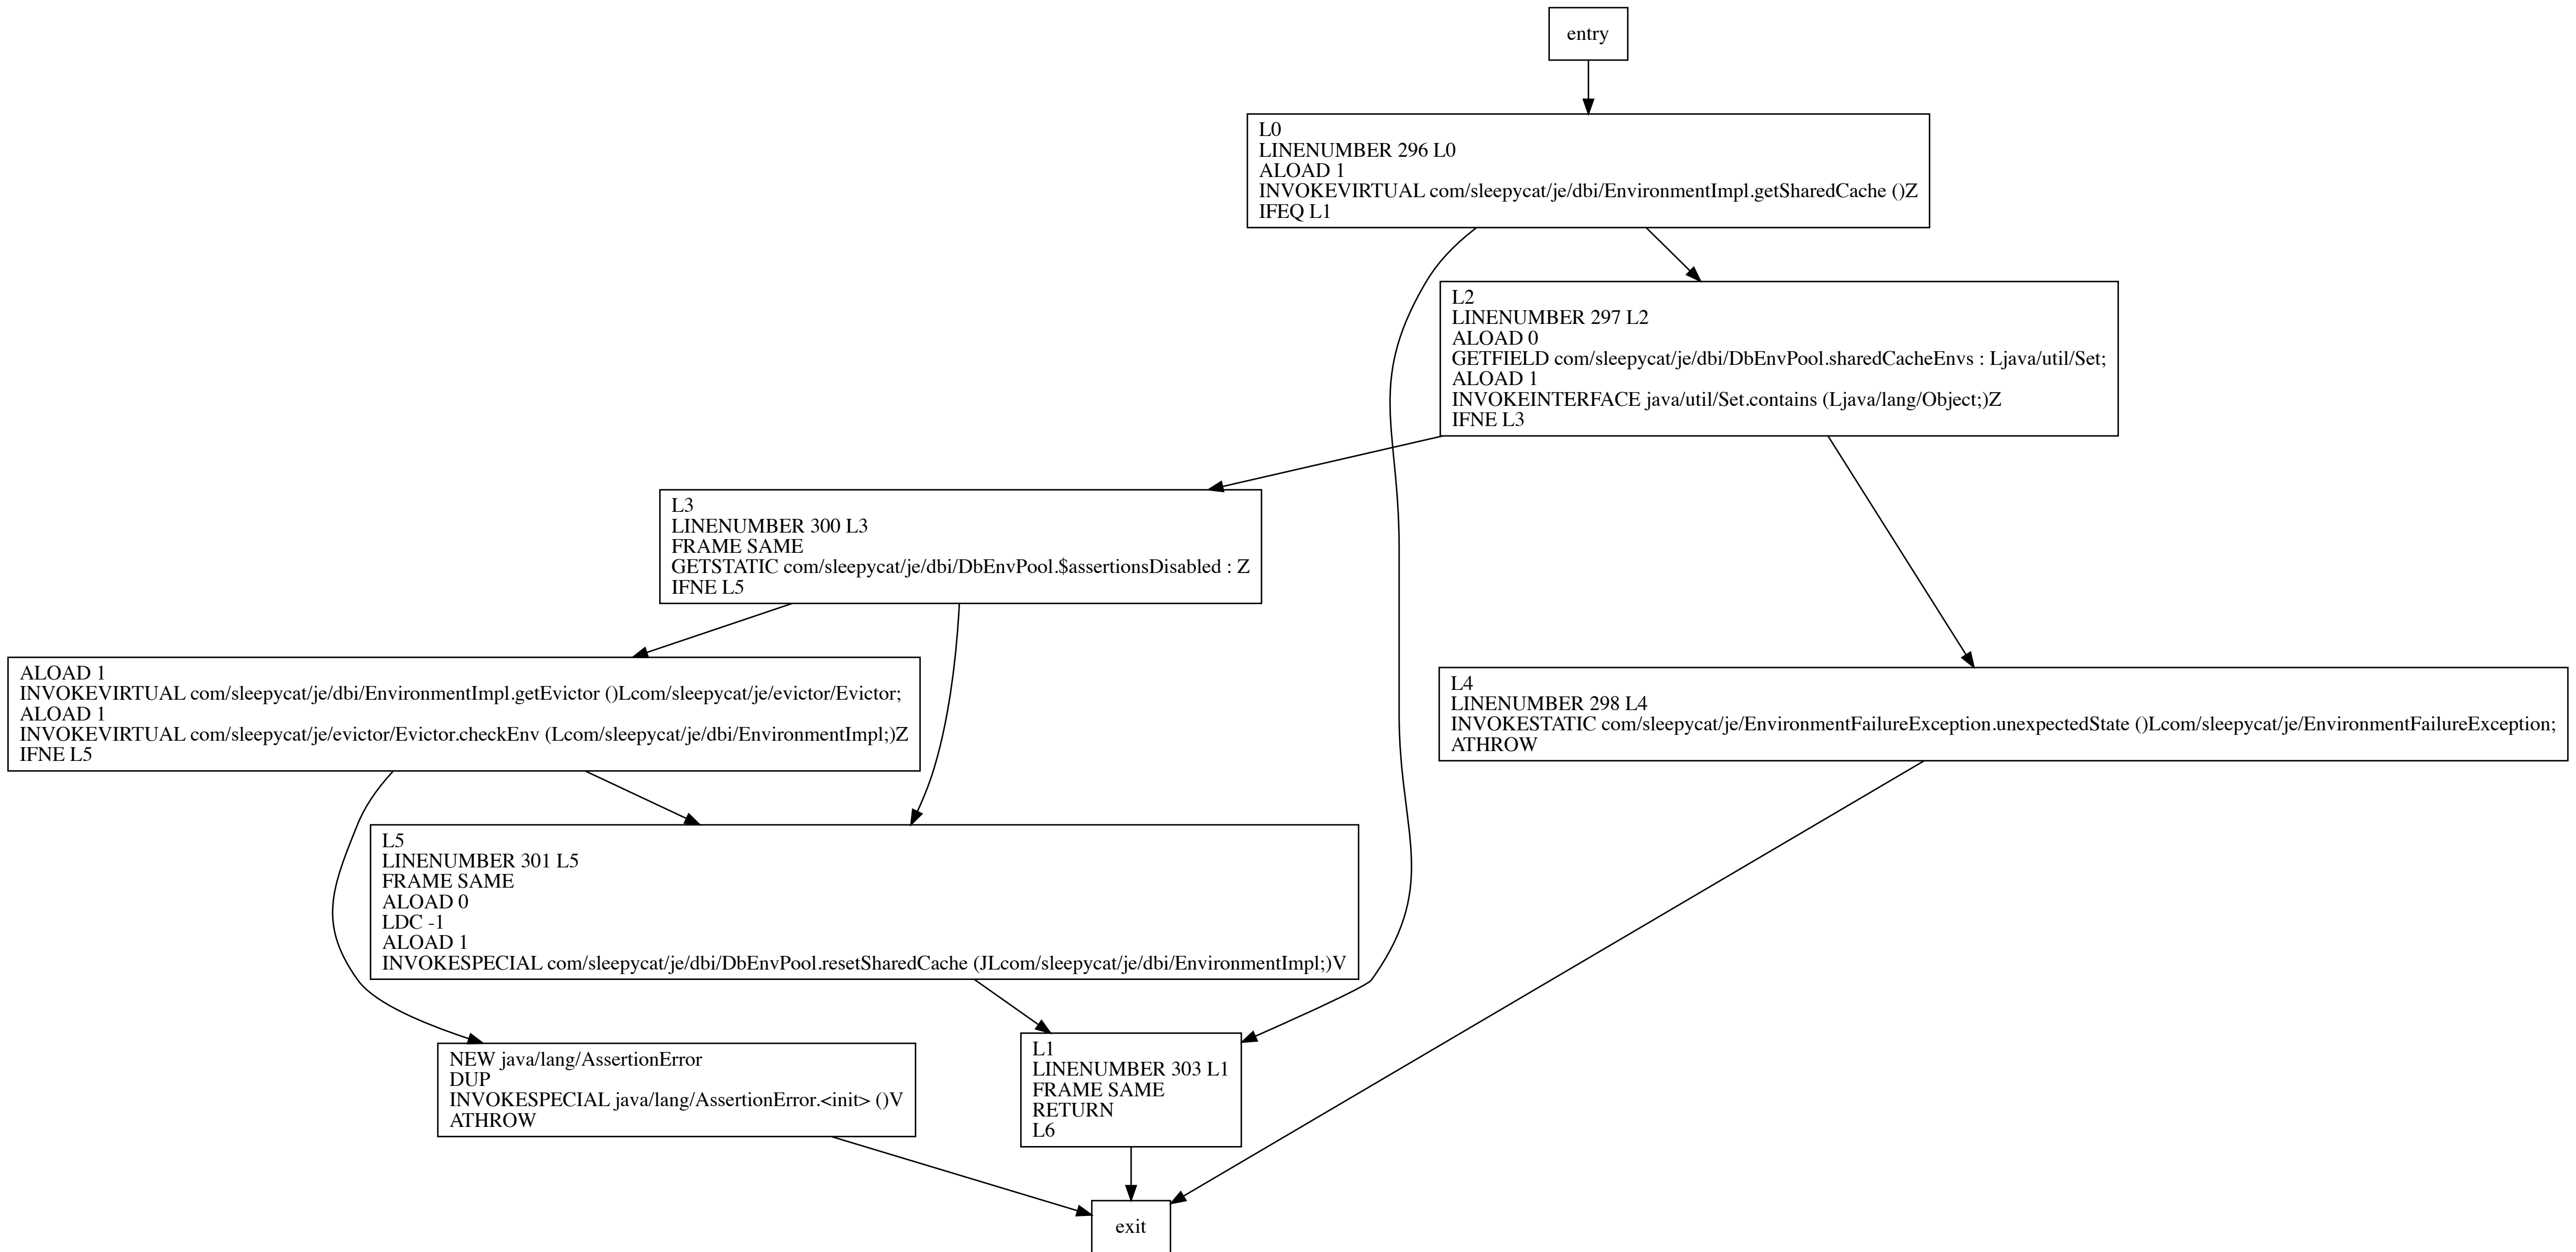 entry
L0
LINENUMBER 296 L0
ALOAD 1
INVOKEVIRTUAL com/sleepycat/je/dbi/EnvironmentImpl.getSharedCache ()Z
IFEQ L1
L2
LINENUMBER 297 L2
ALOAD 0
GETFIELD com/sleepycat/je/dbi/DbEnvPool.sharedCacheEnvs : Ljava/util/Set;
ALOAD 1
INVOKEINTERFACE java/util/Set.contains (Ljava/lang/Object;)Z
IFNE L3
L3
LINENUMBER 300 L3
FRAME SAME
GETSTATIC com/sleepycat/je/dbi/DbEnvPool.$assertionsDisabled : Z
IFNE L5
ALOAD 1
INVOKEVIRTUAL com/sleepycat/je/dbi/EnvironmentImpl.getEvictor ()Lcom/sleepycat/je/evictor/Evictor;
ALOAD 1
INVOKEVIRTUAL com/sleepycat/je/evictor/Evictor.checkEnv (Lcom/sleepycat/je/dbi/EnvironmentImpl;)Z
IFNE L5
L4
LINENUMBER 298 L4
INVOKESTATIC com/sleepycat/je/EnvironmentFailureException.unexpectedState ()Lcom/sleepycat/je/EnvironmentFailureException;
ATHROW
L5
LINENUMBER 301 L5
FRAME SAME
ALOAD 0
LDC -1
ALOAD 1
INVOKESPECIAL com/sleepycat/je/dbi/DbEnvPool.resetSharedCache (JLcom/sleepycat/je/dbi/EnvironmentImpl;)V
NEW java/lang/AssertionError
DUP
INVOKESPECIAL java/lang/AssertionError.&lt;init&gt; ()V
ATHROW
L1
LINENUMBER 303 L1
FRAME SAME
RETURN
L6
exit